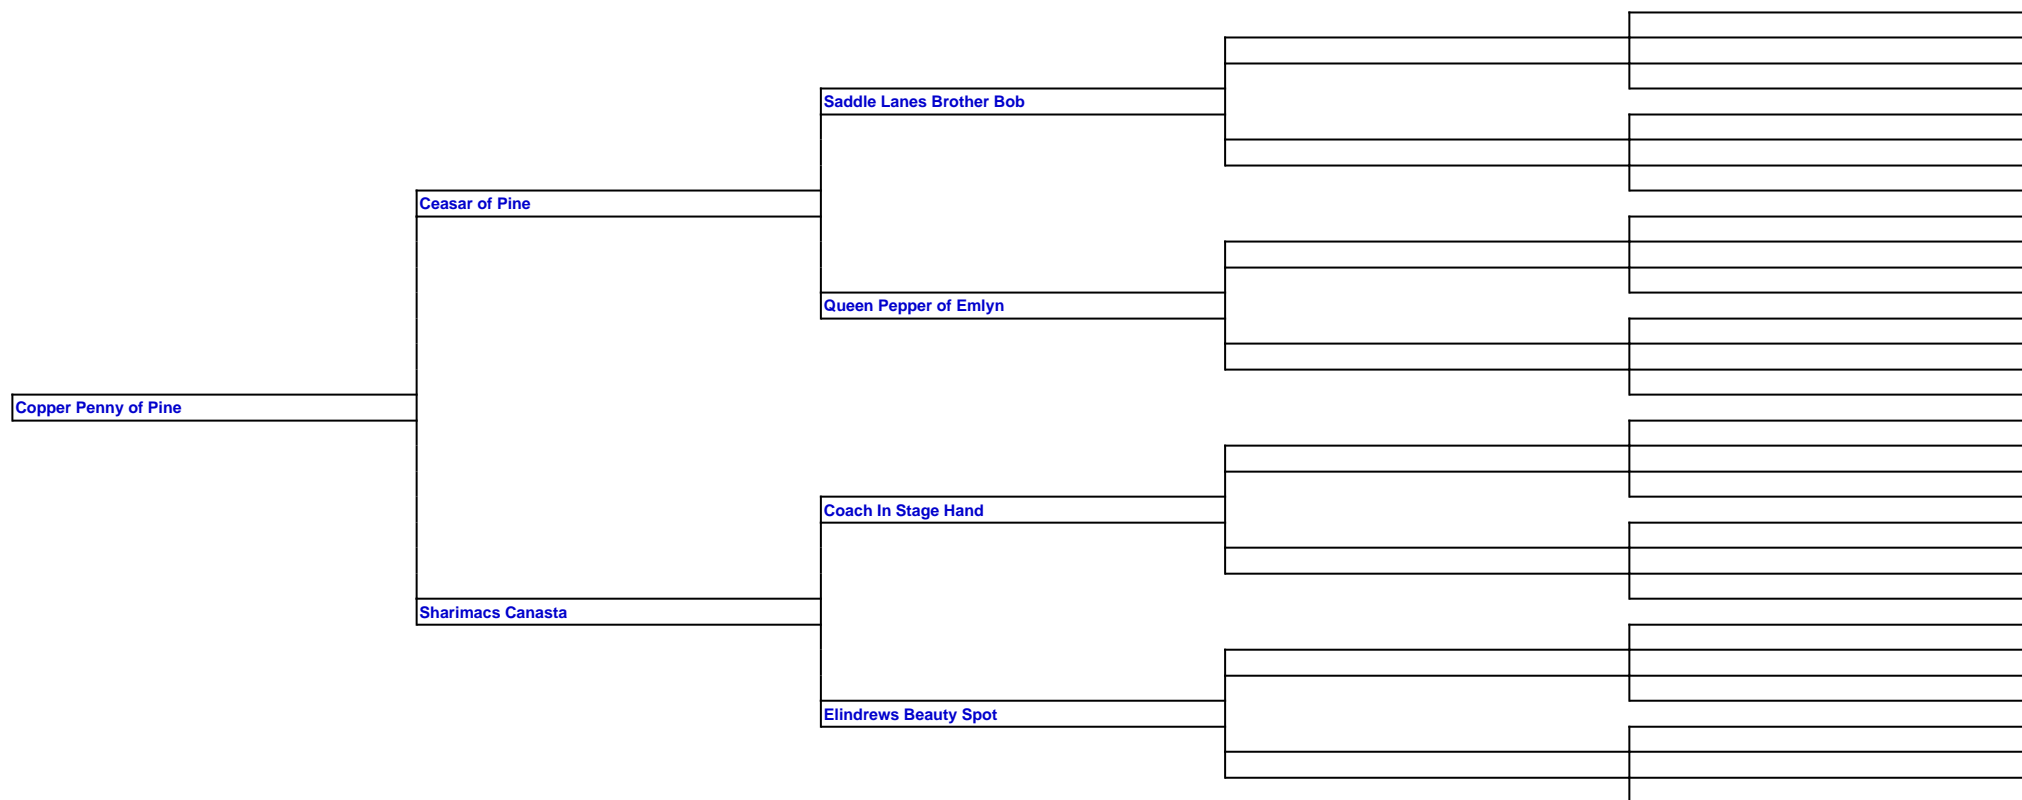 Saddle Lanes Brother Bob
Ceasar of Pine
Queen Pepper of Emlyn
Copper Penny of Pine
Coach In Stage Hand
Sharimacs Canasta
Elindrews Beauty Spot